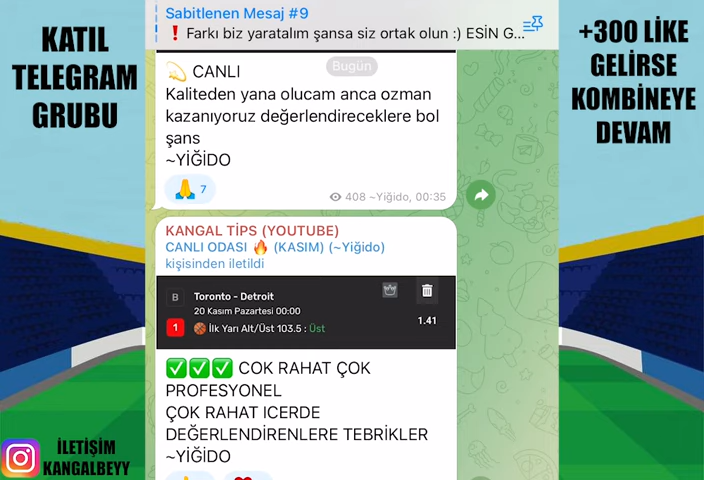 KATIL
TELEGRAM
GRUBU
Sabitlenen Mesaj #9
❗ Farkı biz yaratalım şansa siz ortak olun :) ESİN G...
+300 LİKE
GELİRSE
KOMBİNEYE
DEVAM
Bugün
💫 CANLI
Kaliteden yana olucam anca ozman
kazanıyoruz değerlendireceklere bol
şans
~YİĞİDO
🙏 7
408 ~Yiğido, 00:35
KANGAL TİPS (YOUTUBE)
CANLI ODASI 🔥 (KASIM) (~Yiğido)
kişisinden iletildi
B Toronto - Detroit
20 Kasım Pazartesi 00:00
1 🏀 İlk Yarı Alt/Üst 103.5 : Üst
1.41
✅✅✅ COK RAHAT ÇOK
PROFESYONEL
ÇOK RAHAT ICERDE
DEĞERLENDİRENLERE TEBRİKLER
~YİĞİDO
İLETİŞİM
KANGALBEYY